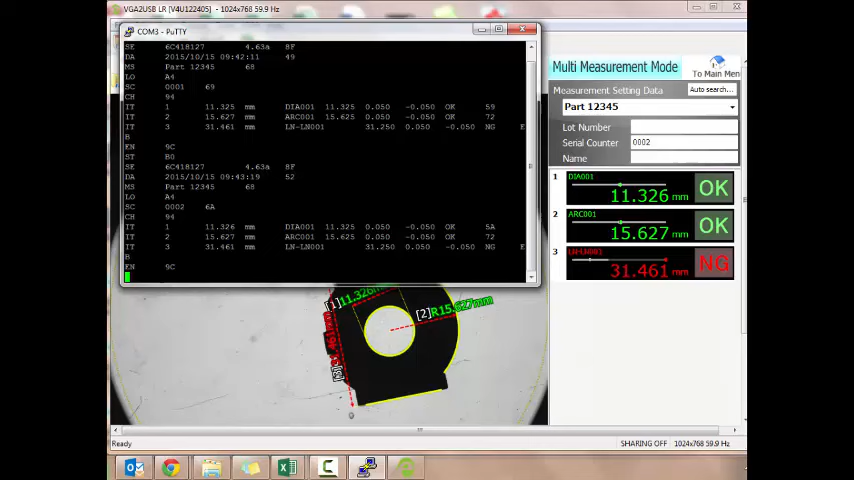 VGA2USB LR [V4U122405] - 1024x768 59.9 Hz
COM3 - PuTTY
SE 6C418127 4.63a 8F
DA 2015/10/15 09:42:11 49
MS Part 12345 68
LO A4
SC 0001 69
CH 94
IT 1 11.325 mm DIA001 11.325 0.050 -0.050 OK 59
IT 2 15.627 mm ARC001 15.625 0.050 -0.050 OK 72
IT 3 31.461 mm LN-LN001 31.250 0.050 -0.050 NG E
B
EN 9C
ST B0
SE 6C418127 4.63a 8F
DA 2015/10/15 09:43:19 52
MS Part 12345 68
LO A4
SC 0002 6A
CH 94
IT 1 11.326 mm DIA001 11.325 0.050 -0.050 OK 5A
IT 2 15.627 mm ARC001 15.625 0.050 -0.050 OK 72
IT 3 31.461 mm LN-LN001 31.250 0.050 -0.050 NG E
B
EN 9C
Multi Measurement Mode
To Main Men
Measurement Setting Data
Auto search...
Part 12345
Lot Number
Serial Counter 0002
Name
1 DIA001
11.326 mm OK
2 ARC001
15.627 mm OK
3 LN-LN001
31.461 mm NG
[1]11.326mm
[2]R15.627mm
[3]31.461mm
Ready
SHARING OFF 1024x768 59.9 Hz